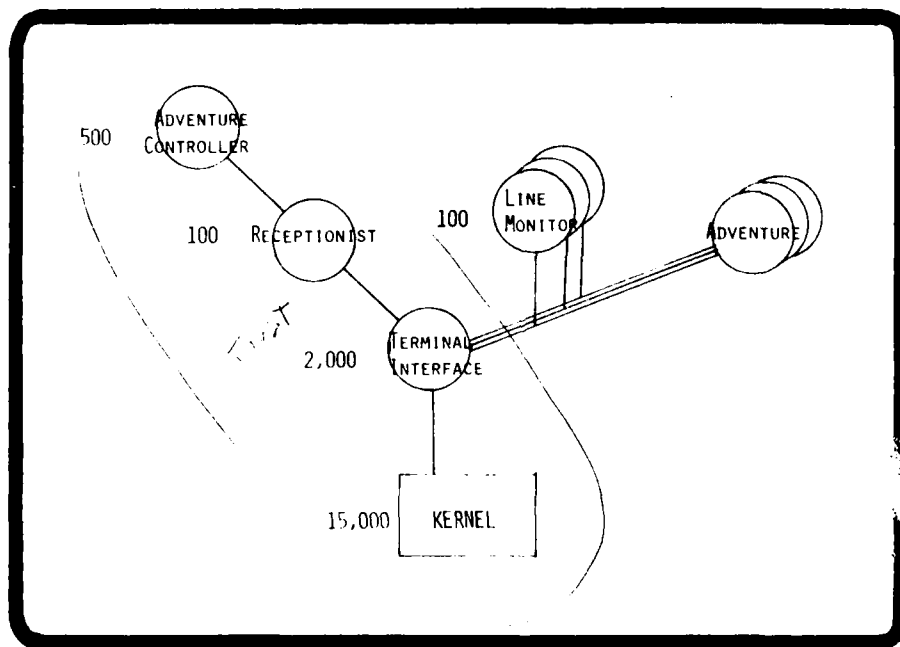 ADVENTURE
CONTROLLER
500
100
RECEPTIONIST
100
LINE
MONITOR
ADVENTURE
2,000
TERMINAL
INTERFACE
15,000
KERNEL